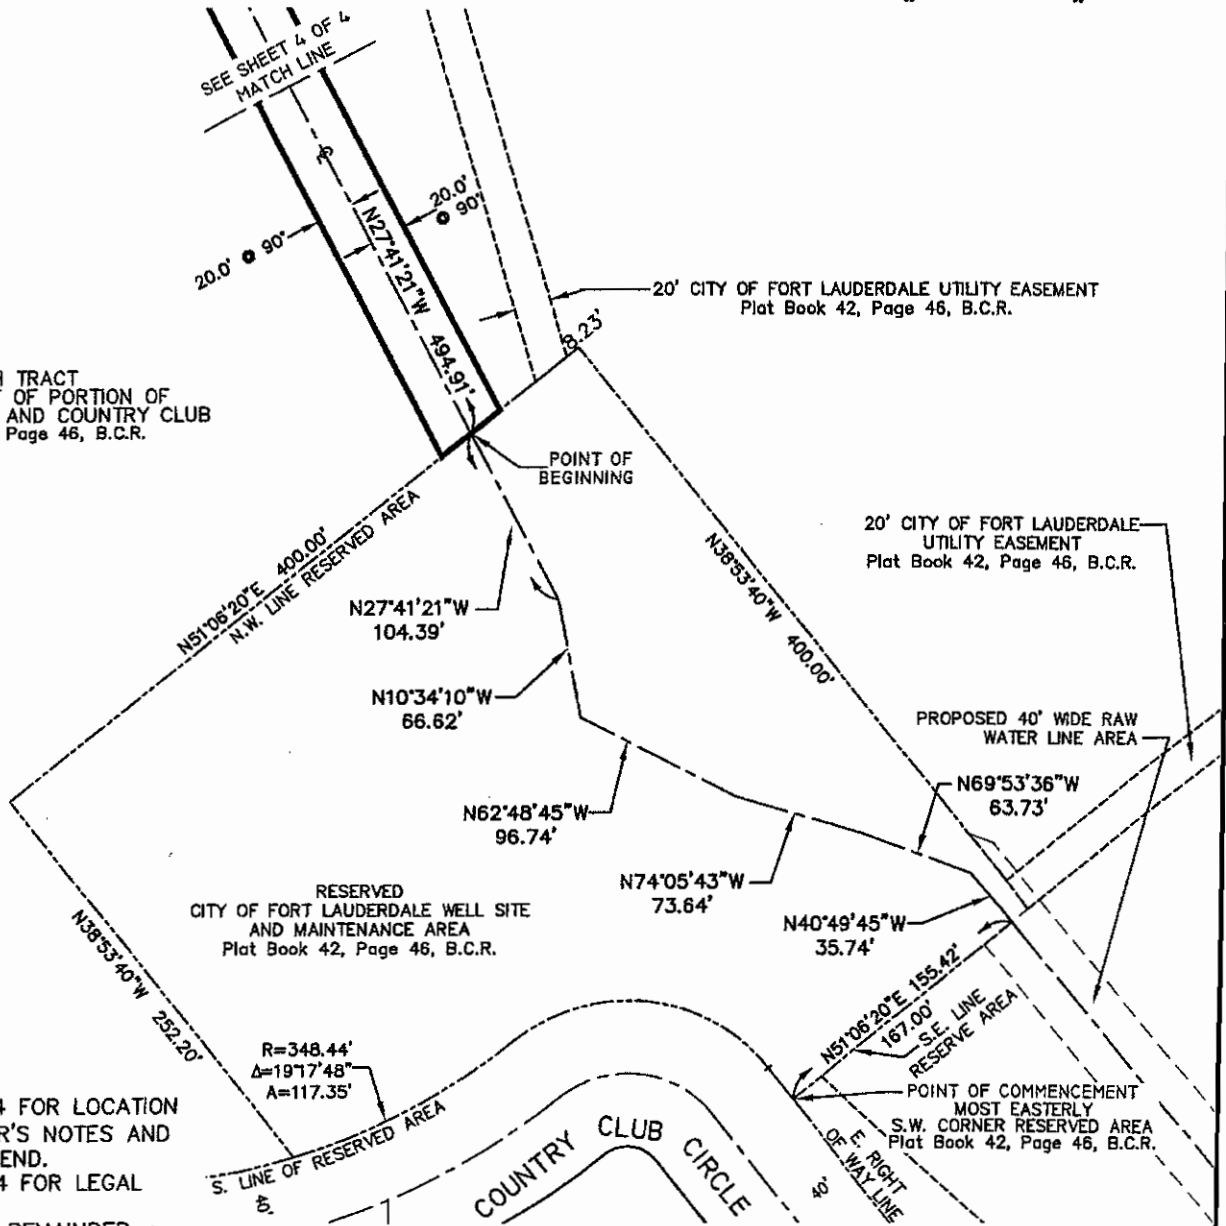 SEE SHEET 4 OF 4
MATCH LINE
20.0' @ 90°
20.0'
@ 90°
N27°41'21"W 494.91'
20' CITY OF FORT LAUDERDALE UTILITY EASEMENT
Plat Book 42, Page 46, B.C.R.
8.23'
TRACT
OF PORTION OF
AND COUNTRY CLUB
Page 46, B.C.R.
POINT OF
BEGINNING
N51°06'20"E 400.00'
N.W. LINE RESERVED AREA
N38°53'40"W 400.00'
20' CITY OF FORT LAUDERDALE
UTILITY EASEMENT
Plat Book 42, Page 46, B.C.R.
N27°41'21"W
104.39'
N10°34'10"W
66.62'
PROPOSED 40' WIDE RAW
WATER LINE AREA
N62°48'45"W
96.74'
N69°53'36"W
63.73'
N74°05'43"W
73.64'
N40°49'45"W
35.74'
RESERVED
CITY OF FORT LAUDERDALE WELL SITE
AND MAINTENANCE AREA
Plat Book 42, Page 46, B.C.R.
N38°53'40"W 252.20'
N51°06'20"E 155.42'
167.00'
S.E. LINE
RESERVE AREA
R=348.44'
Δ=19°17'48"
A=117.35'
POINT OF COMMENCEMENT
MOST EASTERLY
S.W. CORNER RESERVED AREA
Plat Book 42, Page 46, B.C.R.
4 FOR LOCATION
R'S NOTES AND
END.
4 FOR LEGAL
S. LINE OF RESERVED AREA
COUNTRY CLUB CIRCLE
E. RIGHT
OF WAY LINE
40'
40'